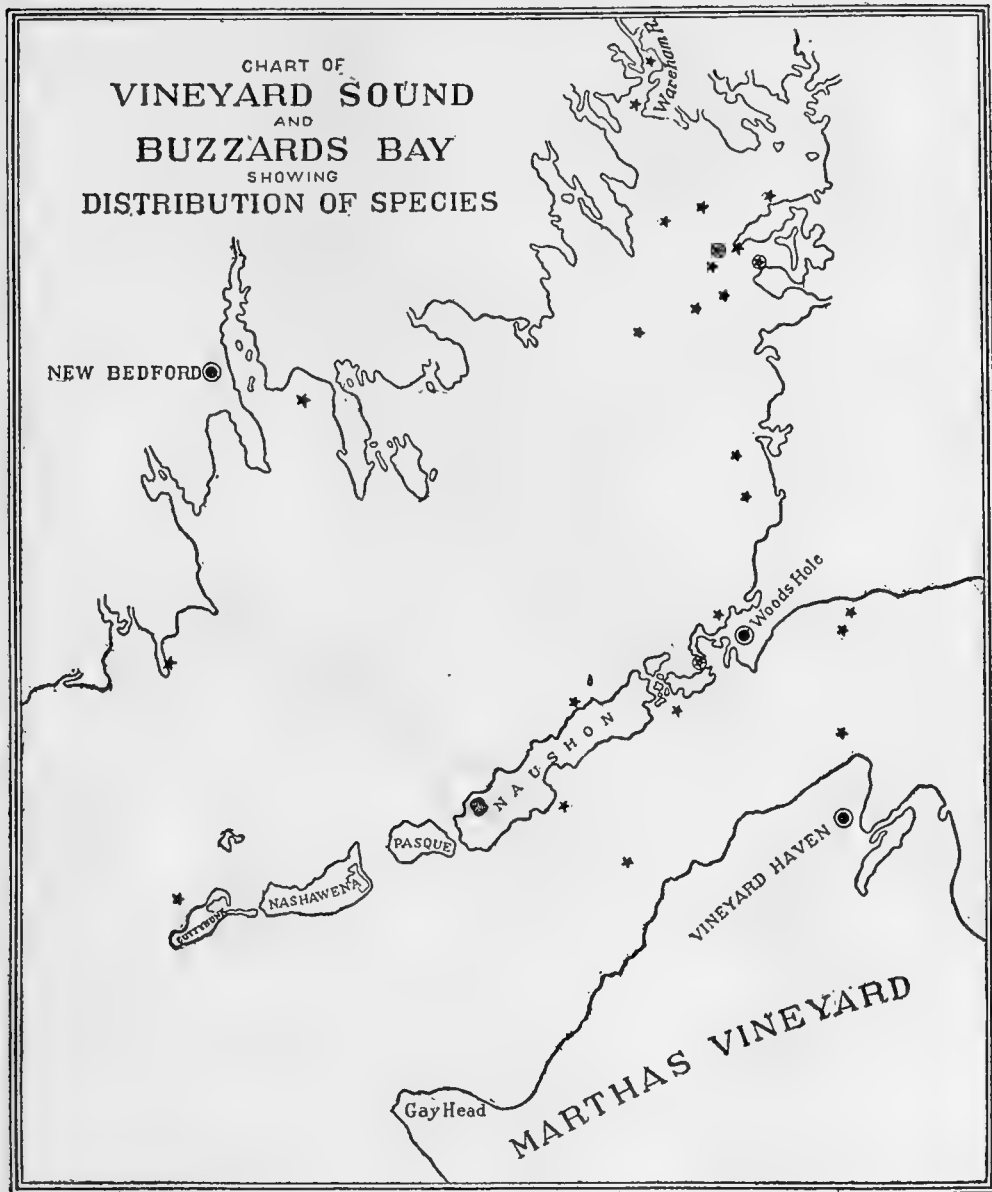 CHART OF
VINEYARD SOUND
AND
BUZZARDS BAY
SHOWING
DISTRIBUTION OF SPECIES
Wareham R.
NEW BEDFORD
Woods Hole
NAUSHON
PASQUE
NASHAWENA
CUTTYHUNK
VINEYARD HAVEN
MARTHAS VINEYARD
Gay Head